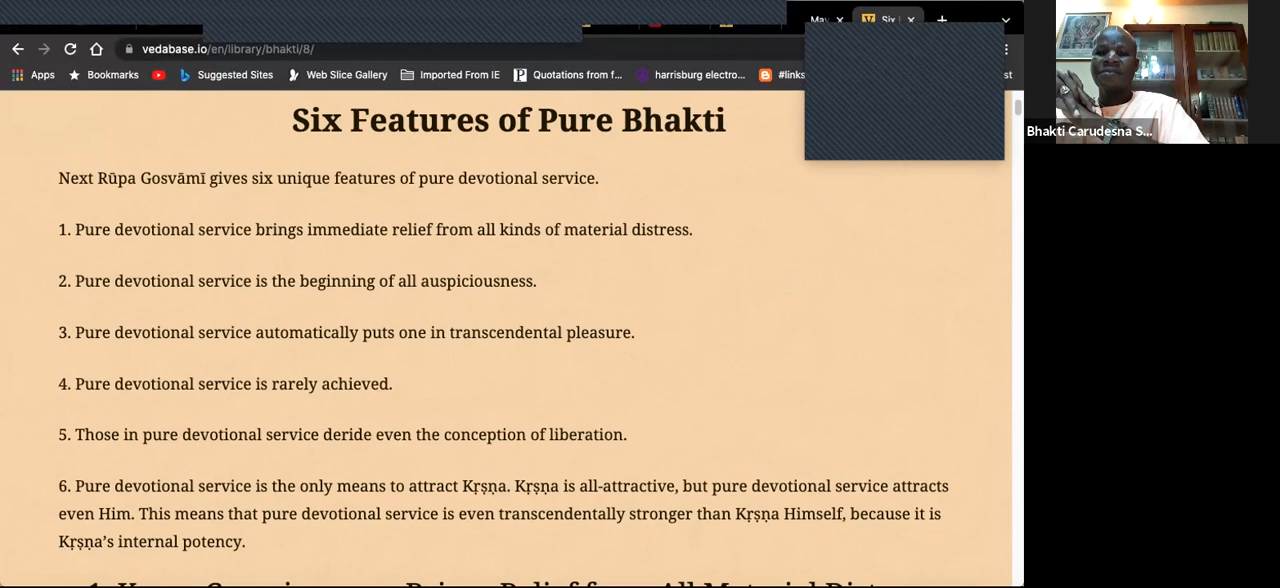 May
Six
vedabase.io/en/library/bhakti/8/
Apps Bookmarks Suggested Sites Web Slice Gallery Imported From IE Quotations from f... harrisburg electro... #links st
Bhakti Carudesna S...
Six Features of Pure Bhakti
Next Rūpa Gosvāmī gives six unique features of pure devotional service.
1. Pure devotional service brings immediate relief from all kinds of material distress.
2. Pure devotional service is the beginning of all auspiciousness.
3. Pure devotional service automatically puts one in transcendental pleasure.
4. Pure devotional service is rarely achieved.
5. Those in pure devotional service deride even the conception of liberation.
6. Pure devotional service is the only means to attract Kṛṣṇa. Kṛṣṇa is all-attractive, but pure devotional service attracts
even Him. This means that pure devotional service is even transcendentally stronger than Kṛṣṇa Himself, because it is
Kṛṣṇa’s internal potency.